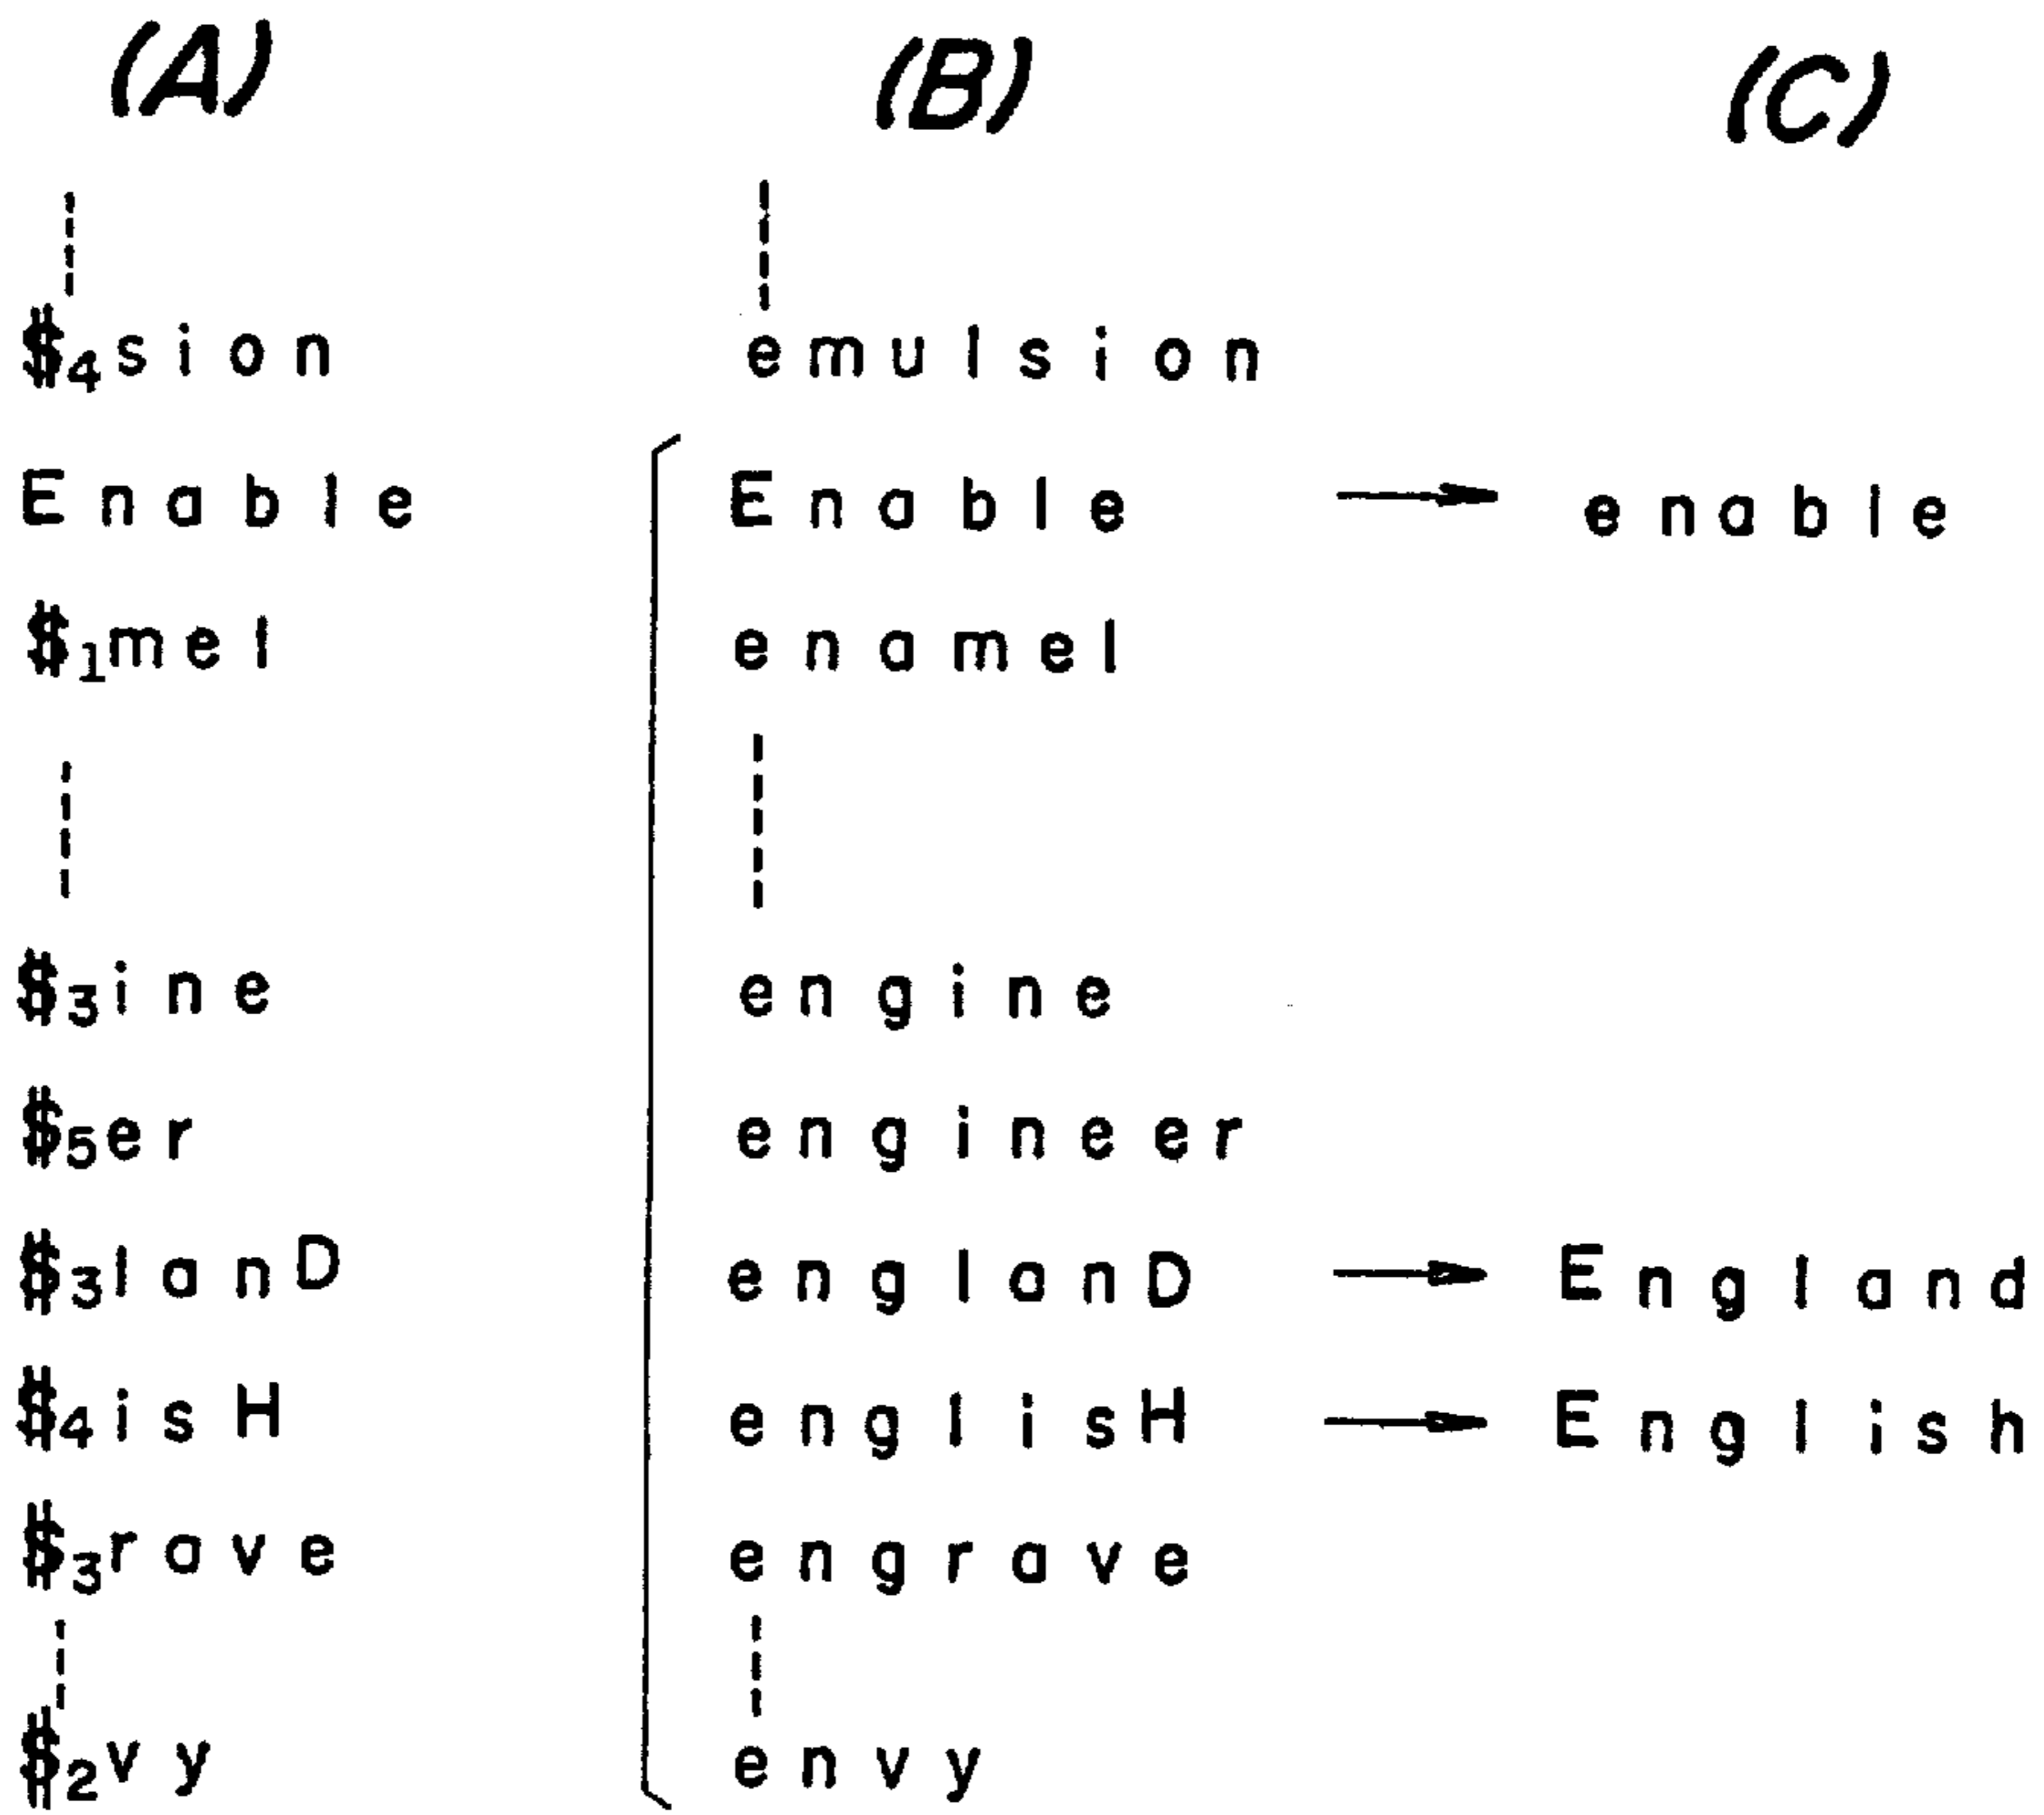 (A) (B) (C)
$4sion emulsion
Enable Enable enable
$1mel enamel
$3ine engine
$5er engineer
$3lanD englanD England
$4isH englisH English
$3rave engrave
$2vy envy